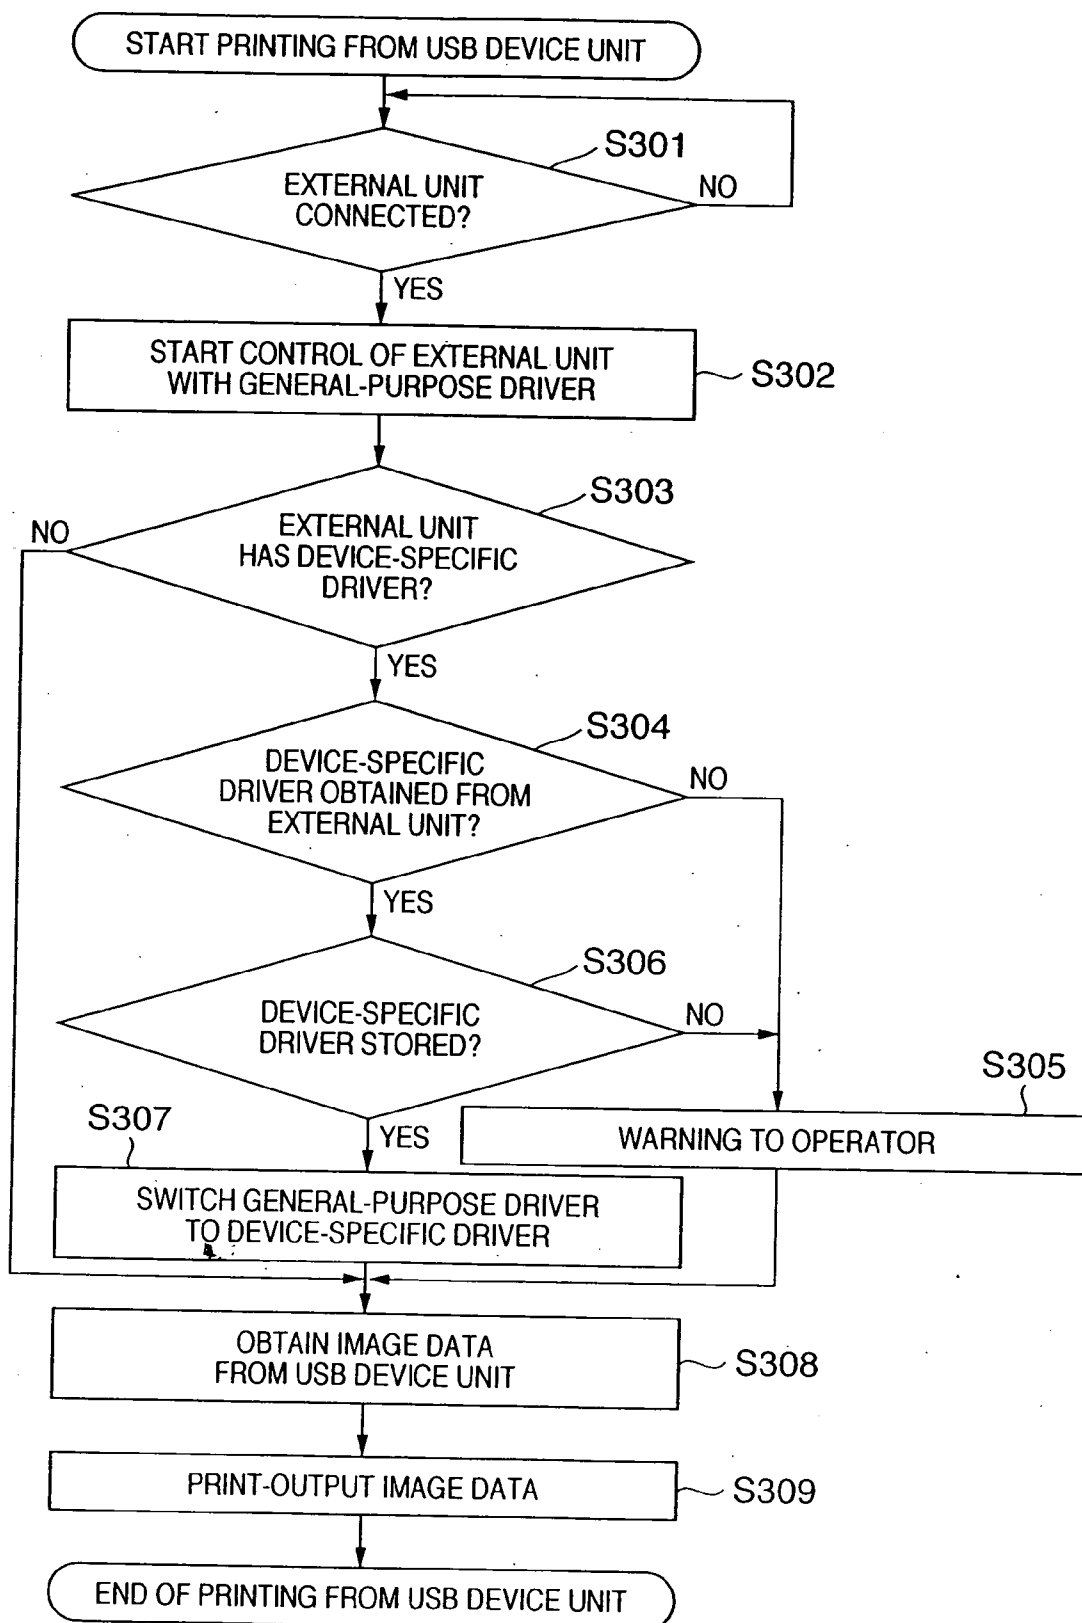 START PRINTING FROM USB DEVICE UNIT
S301
EXTERNAL UNIT
CONNECTED?
NO
YES
START CONTROL OF EXTERNAL UNIT
WITH GENERAL-PURPOSE DRIVER
S302
S303
NO
EXTERNAL UNIT
HAS DEVICE-SPECIFIC
DRIVER?
YES
S304
DEVICE-SPECIFIC
DRIVER OBTAINED FROM
EXTERNAL UNIT?
NO
YES
S306
DEVICE-SPECIFIC
DRIVER STORED?
NO
S305
WARNING TO OPERATOR
S307
YES
SWITCH GENERAL-PURPOSE DRIVER
TO DEVICE-SPECIFIC DRIVER
OBTAIN IMAGE DATA
FROM USB DEVICE UNIT
S308
PRINT-OUTPUT IMAGE DATA
S309
END OF PRINTING FROM USB DEVICE UNIT